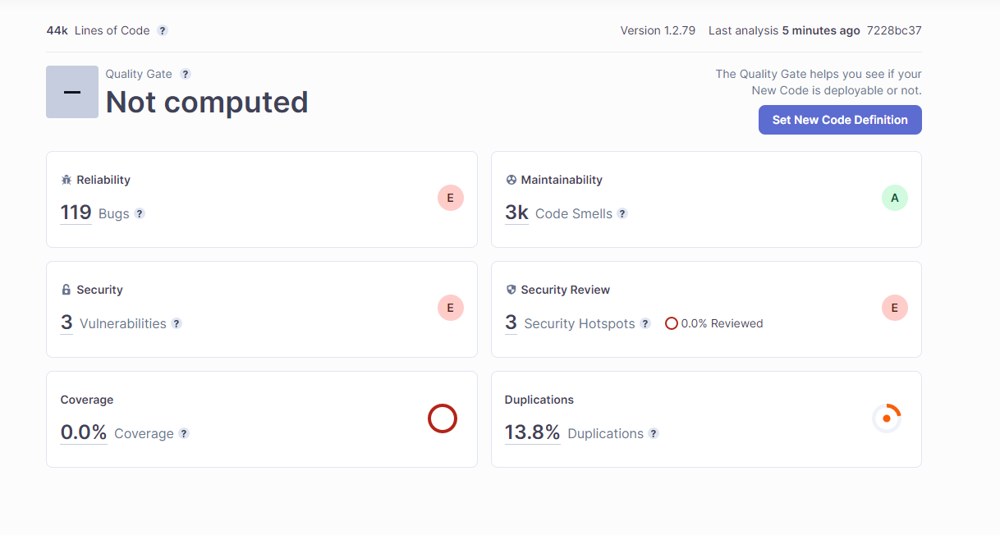 44k Lines of Code ?
Version 1.2.79 Last analysis 5 minutes ago 7228bc37
Quality Gate ?
Not computed
The Quality Gate helps you see if your
New Code is deployable or not.
Set New Code Definition
Reliability
119 Bugs ?
E
Maintainability
3k Code Smells ?
A
Security
3 Vulnerabilities ?
E
Security Review
3 Security Hotspots ? 0.0% Reviewed
E
Coverage
0.0% Coverage ?
Duplications
13.8% Duplications ?